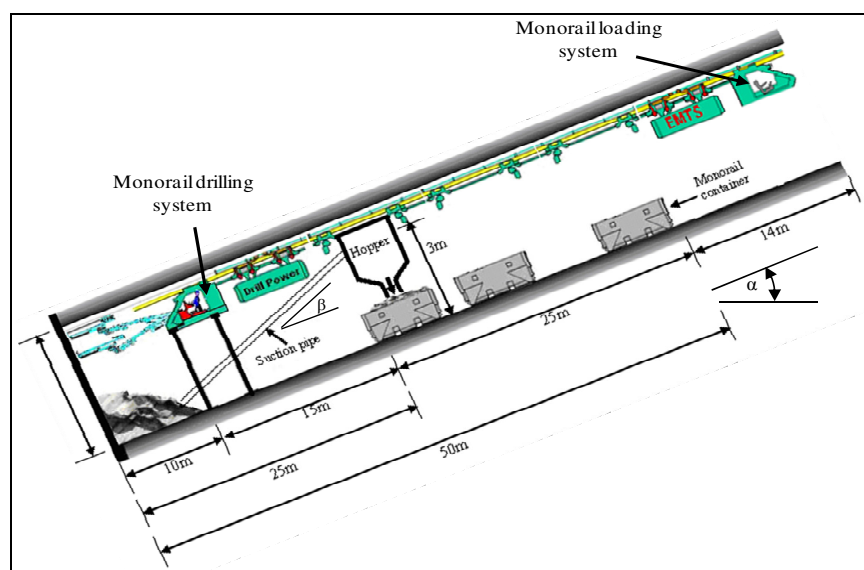 Monorail loading
system
EMTS
Monorail drilling
system
Monorail
container
Hopper
3m
14m
Drill Power
α
β
Suction pipe
25m
15m
10m
25m
50m